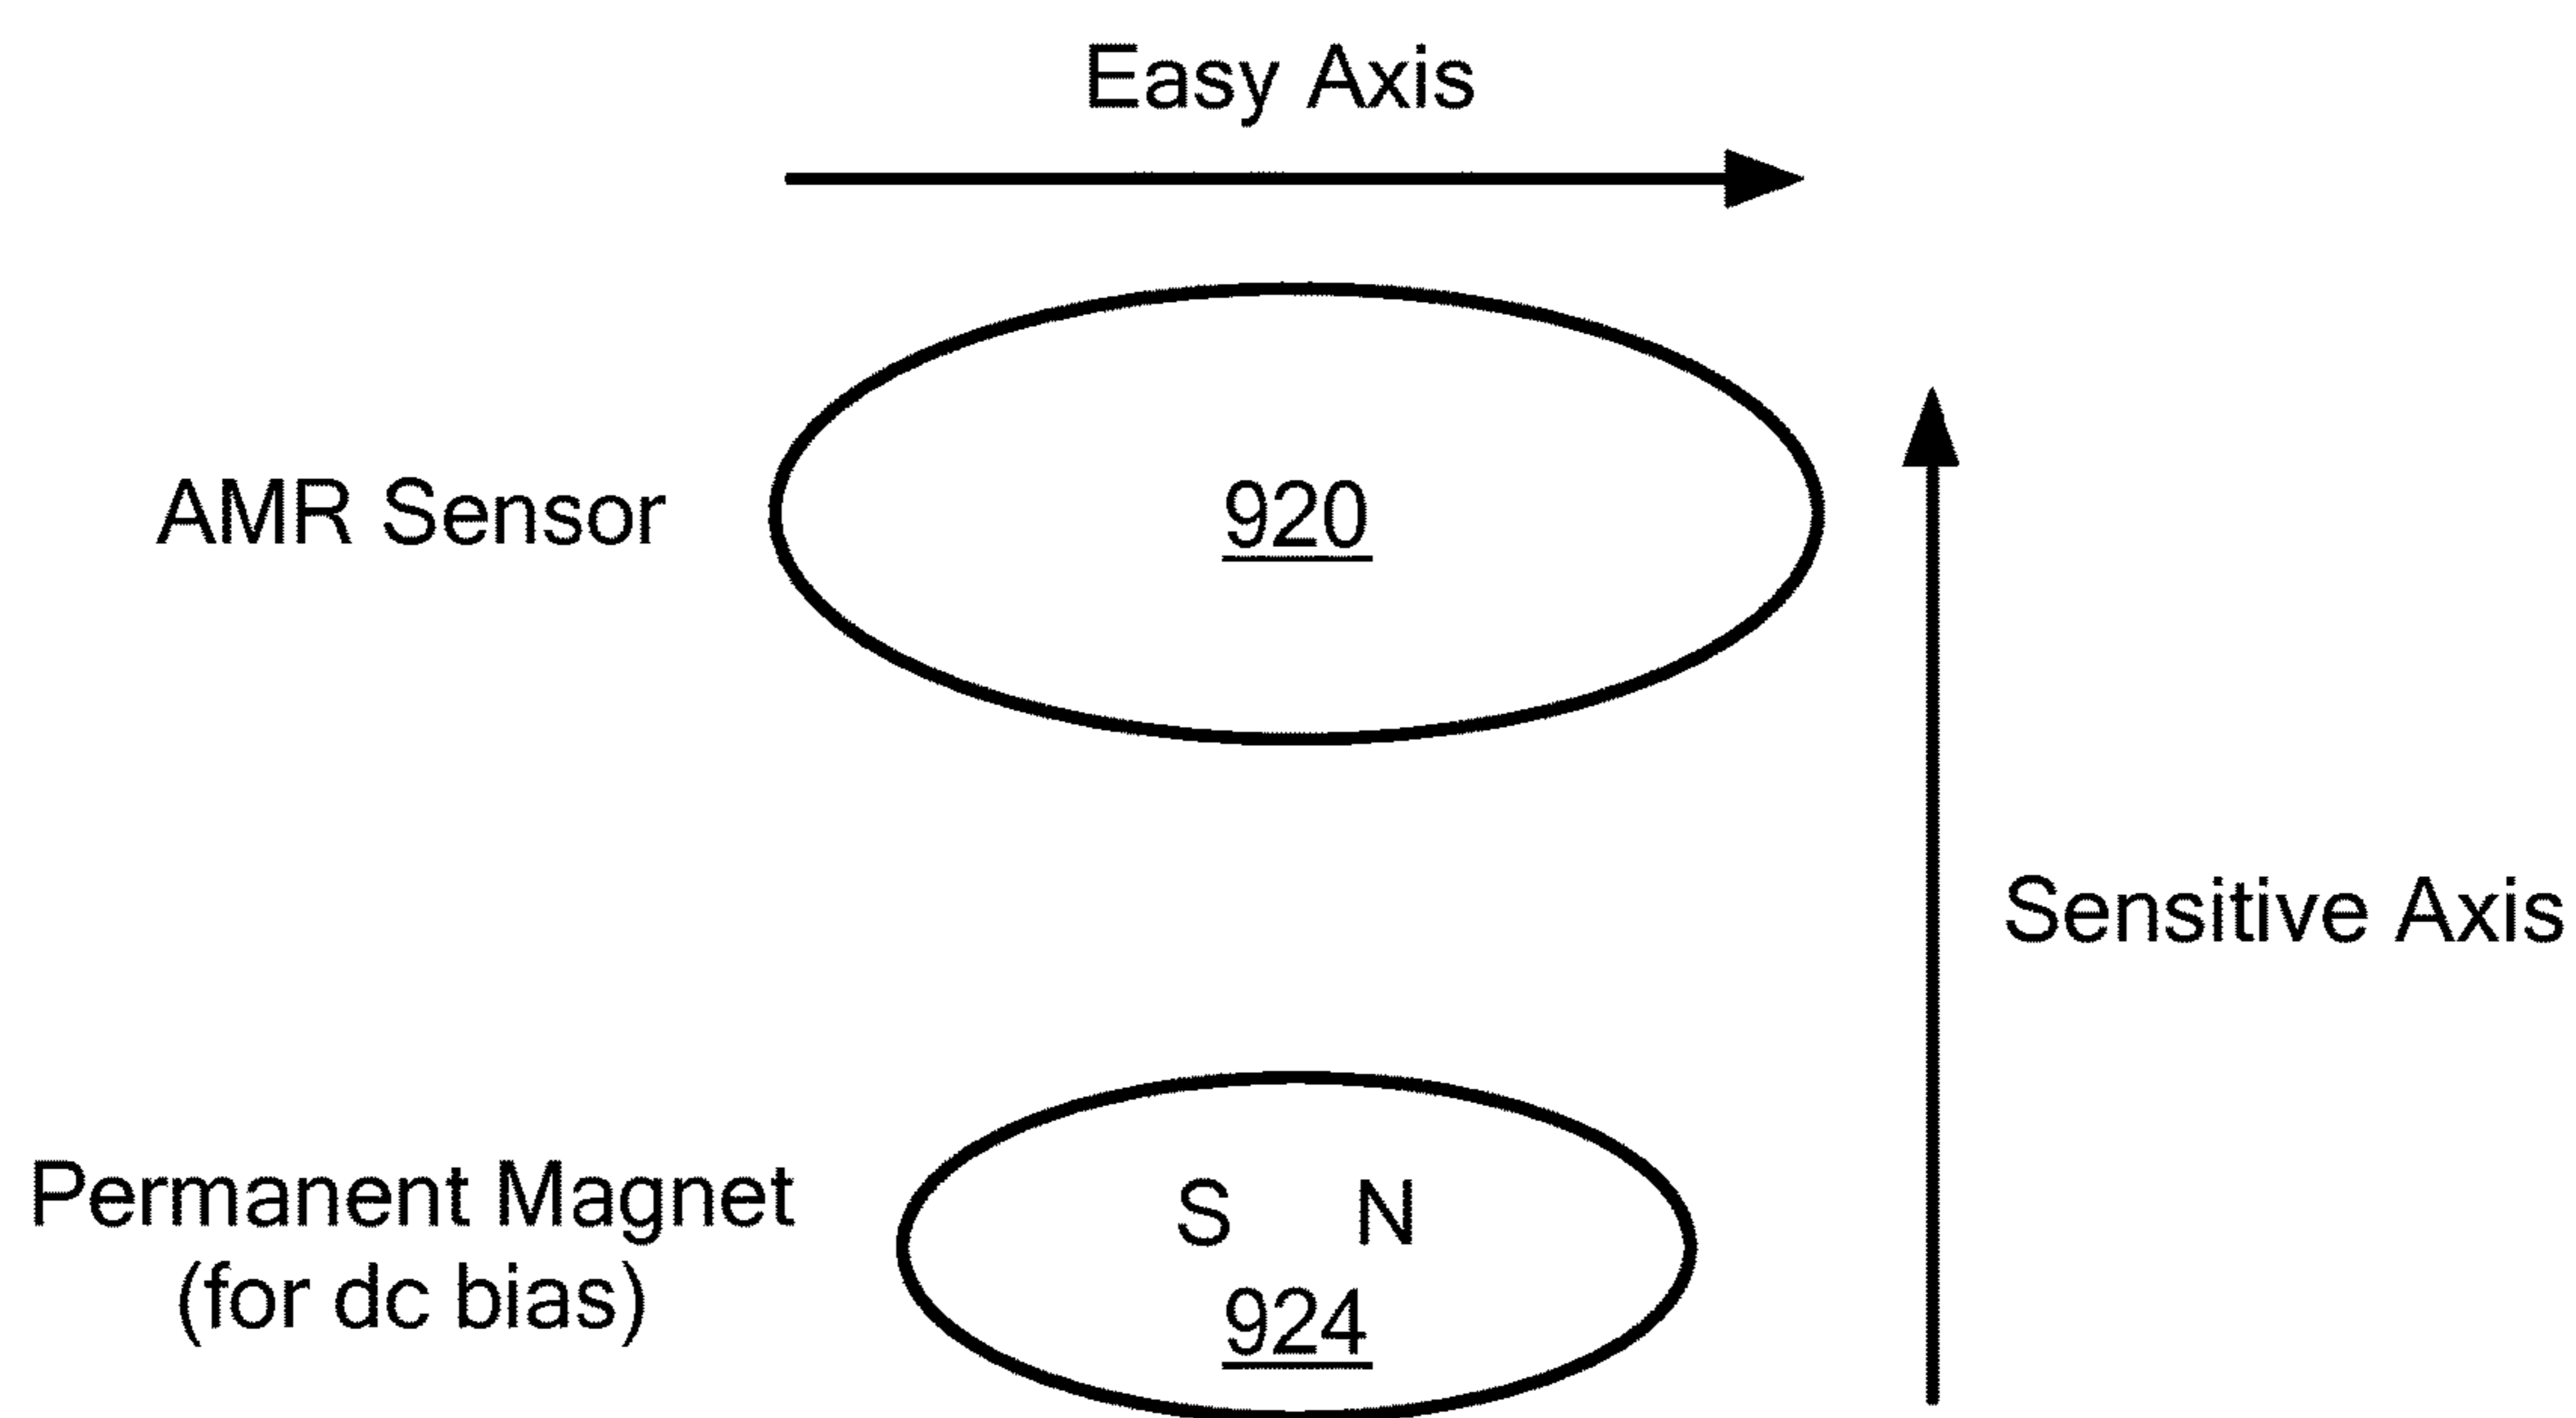 Easy Axis
AMR Sensor
920
Sensitive Axis
Permanent Magnet
(for dc bias)
S N
924